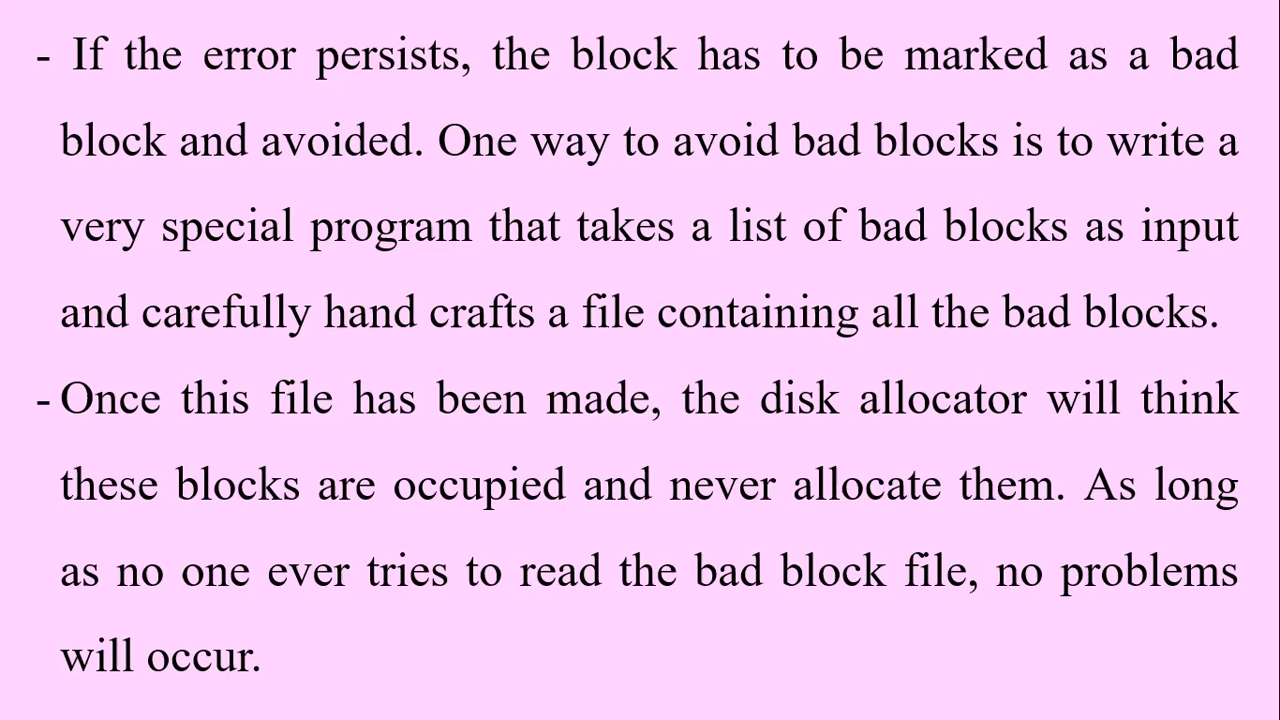 - If the error persists, the block has to be marked as a bad
block and avoided. One way to avoid bad blocks is to write a
very special program that takes a list of bad blocks as input
and carefully hand crafts a file containing all the bad blocks.
- Once this file has been made, the disk allocator will think
these blocks are occupied and never allocate them. As long
as no one ever tries to read the bad block file, no problems
will occur.